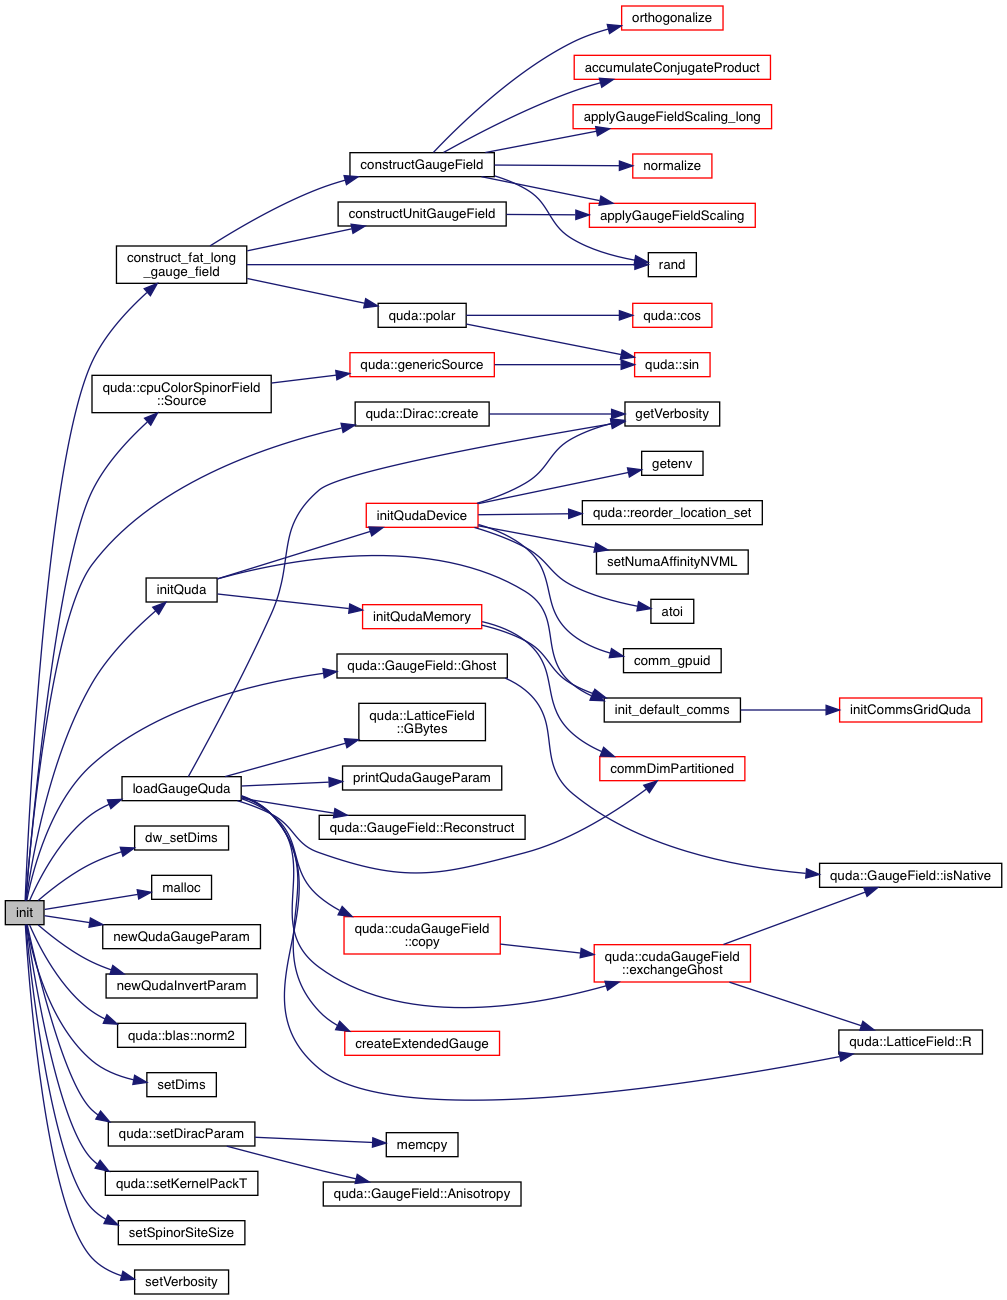 orthogonalize
accumulateConjugateProduct
applyGaugeFieldScaling_long
constructGaugeField
normalize
constructUnitGaugeField
applyGaugeFieldScaling
construct_fat_long
_gauge_field
rand
quda::polar
quda::cos
quda::genericSource
quda::sin
quda::cpuColorSpinorField
::Source
quda::Dirac::create
getVerbosity
getenv
initQudaDevice
quda::reorder_location_set
setNumaAffinityNVML
initQuda
atoi
initQudaMemory
comm_gpuid
quda::GaugeField::Ghost
init_default_comms
initCommsGridQuda
quda::LatticeField
::GBytes
commDimPartitioned
printQudaGaugeParam
loadGaugeQuda
quda::GaugeField::Reconstruct
dw_setDims
quda::GaugeField::isNative
malloc
init
newQudaGaugeParam
quda::cudaGaugeField
::copy
quda::cudaGaugeField
::exchangeGhost
newQudaInvertParam
quda::blas::norm2
createExtendedGauge
quda::LatticeField::R
setDims
quda::setDiracParam
memcpy
quda::setKernelPackT
quda::GaugeField::Anisotropy
setSpinorSiteSize
setVerbosity